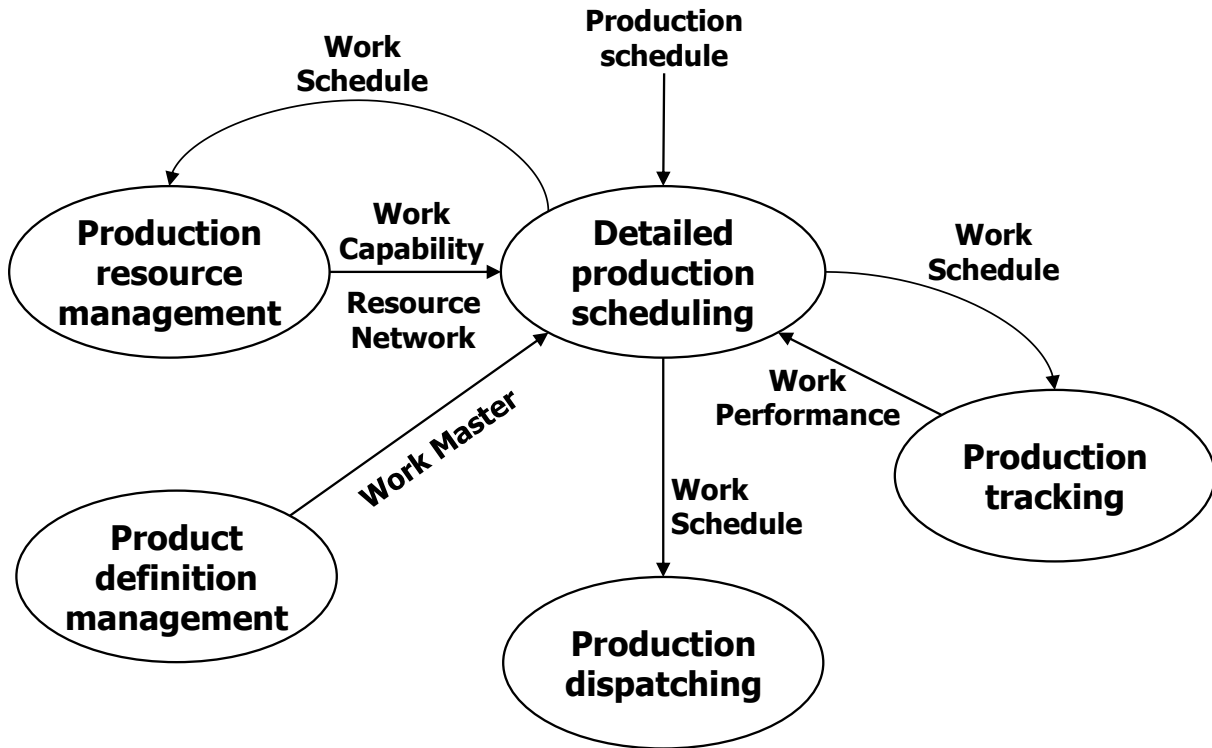 Production
schedule
Work
Schedule
Production
resource
management
Work
Capability
Resource
Network
Detailed
production
scheduling
Work
Schedule
Work Master
Work
Performance
Production
tracking
Work
Schedule
Product
definition
management
Production
dispatching